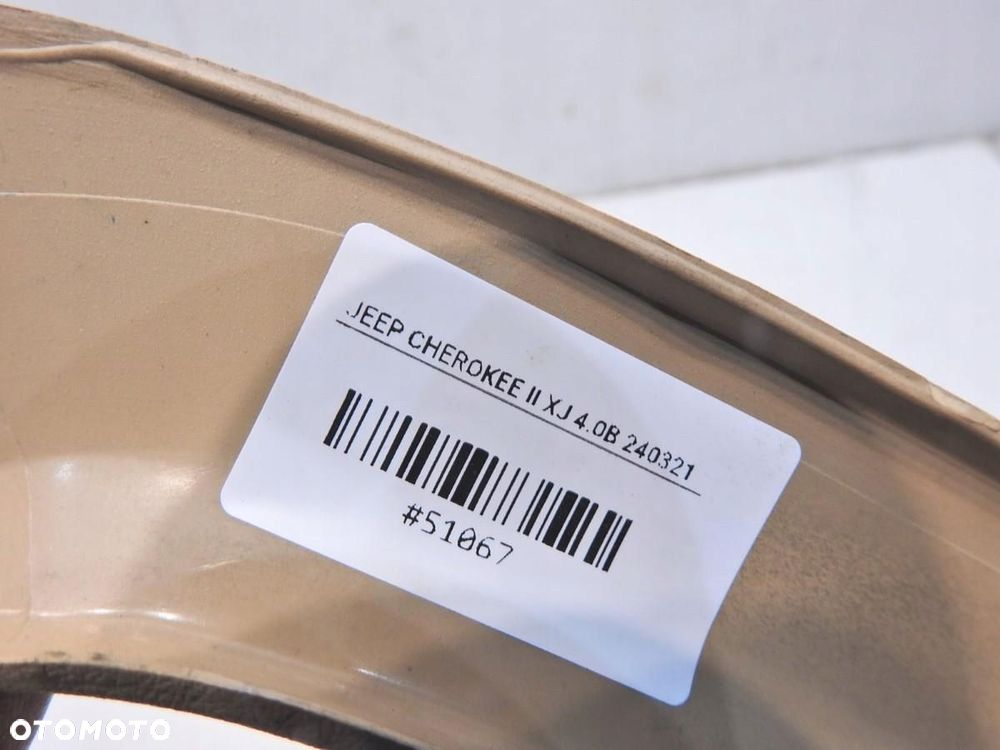 JEEP CHEROKEE II XJ 4.0B 240321
#51067
OTOMOTO